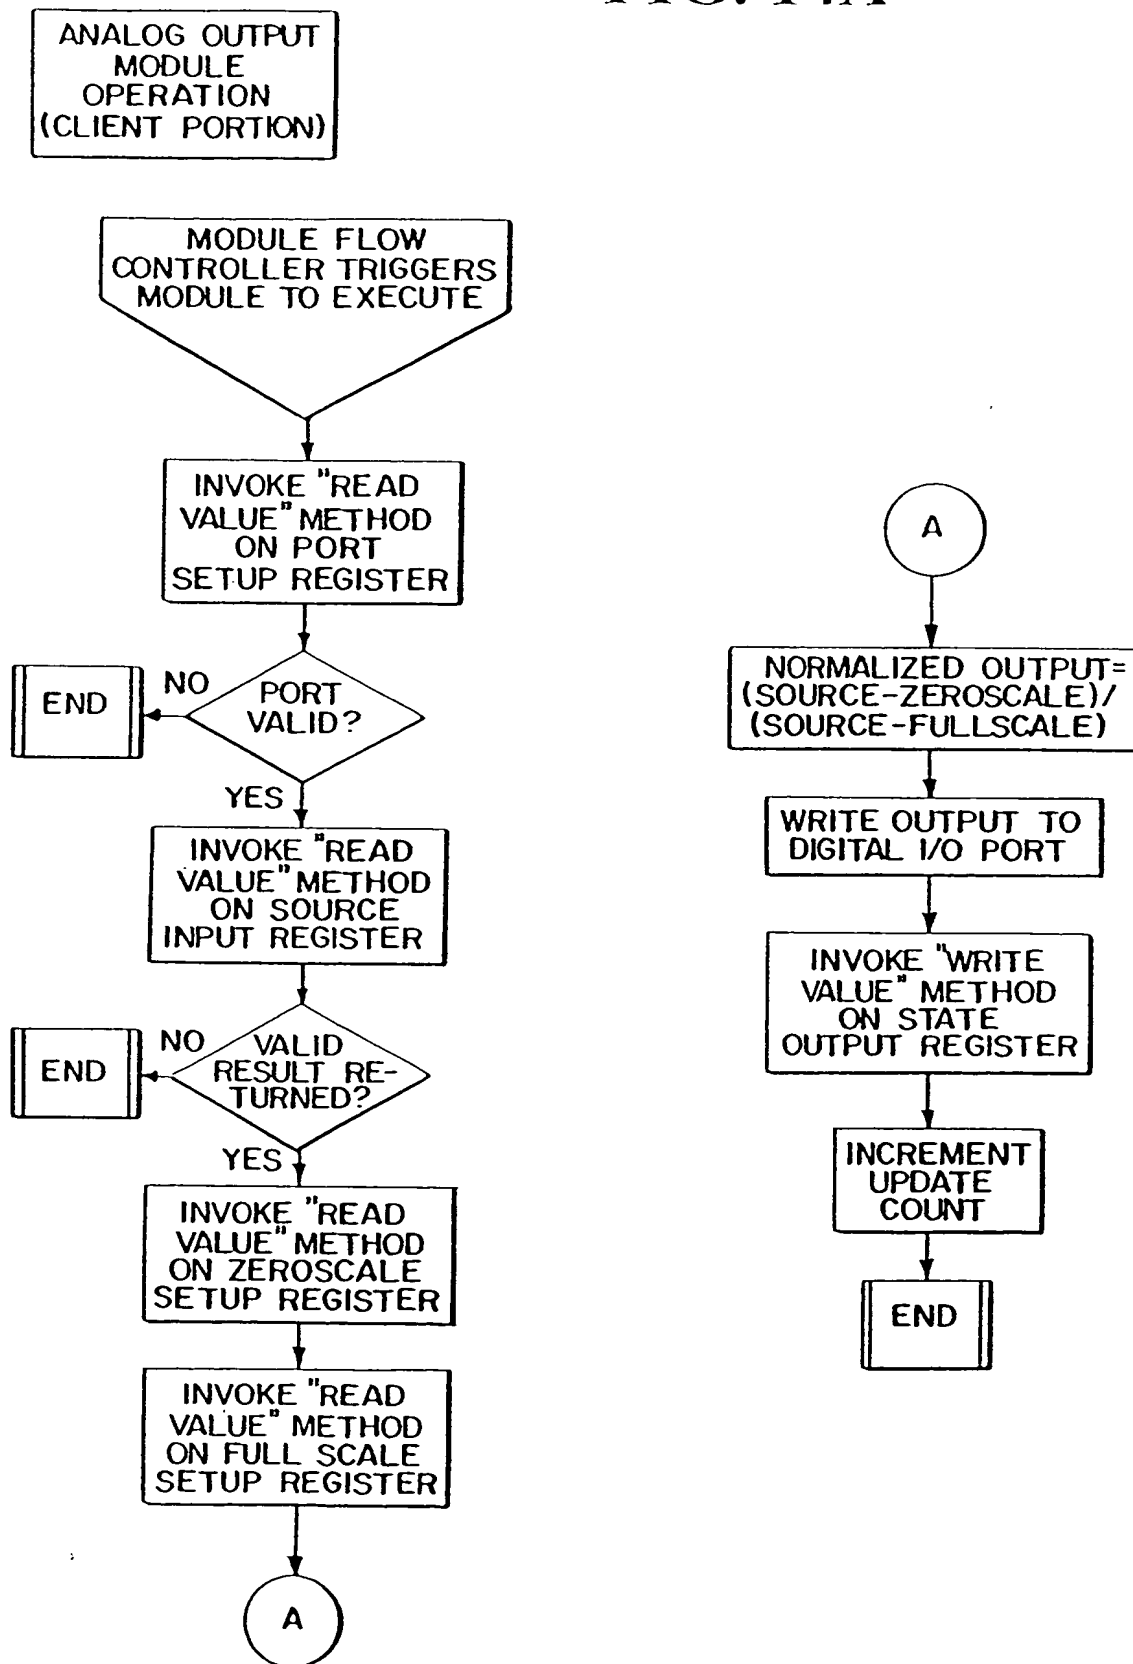 ANALOG OUTPUT
MODULE
OPERATION
(CLIENT PORTION)
MODULE FLOW
CONTROLLER TRIGGERS
MODULE TO EXECUTE
INVOKE "READ
VALUE" METHOD
ON PORT
SETUP REGISTER
PORT
VALID?
NO
END
YES
INVOKE "READ
VALUE" METHOD
ON SOURCE
INPUT REGISTER
VALID
RESULT RE-
TURNED?
NO
END
YES
INVOKE "READ
VALUE" METHOD
ON ZEROSCALE
SETUP REGISTER
INVOKE "READ
VALUE" METHOD
ON FULL SCALE
SETUP REGISTER
A
A
NORMALIZED OUTPUT=
(SOURCE-ZEROSCALE)/
(SOURCE-FULLSCALE)
WRITE OUTPUT TO
DIGITAL I/O PORT
INVOKE "WRITE
VALUE" METHOD
ON STATE
OUTPUT REGISTER
INCREMENT
UPDATE
COUNT
END